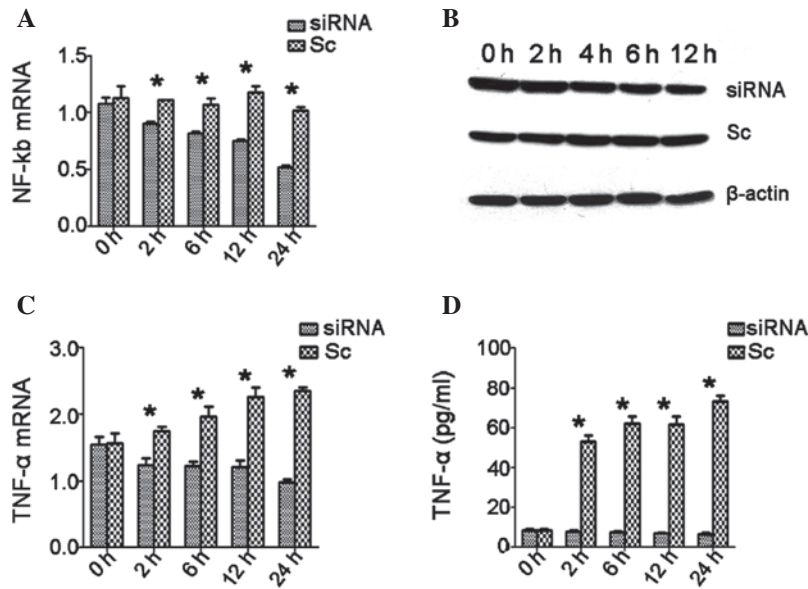 A
siRNA
Sc
NF-kb mRNA
1.5
1.0
0.5
0.0
* * * *
0 h 2 h 6 h 12 h 24 h
B
0 h 2 h 4 h 6 h 12 h
siRNA
Sc
β-actin
C
siRNA
Sc
TNF-α mRNA
3.0
2.0
1.0
0.0
* * * *
0 h 2 h 6 h 12 h 24 h
D
siRNA
Sc
TNF-α (pg/ml)
100
80
60
40
20
0
* * * *
0 h 2 h 6 h 12 h 24 h